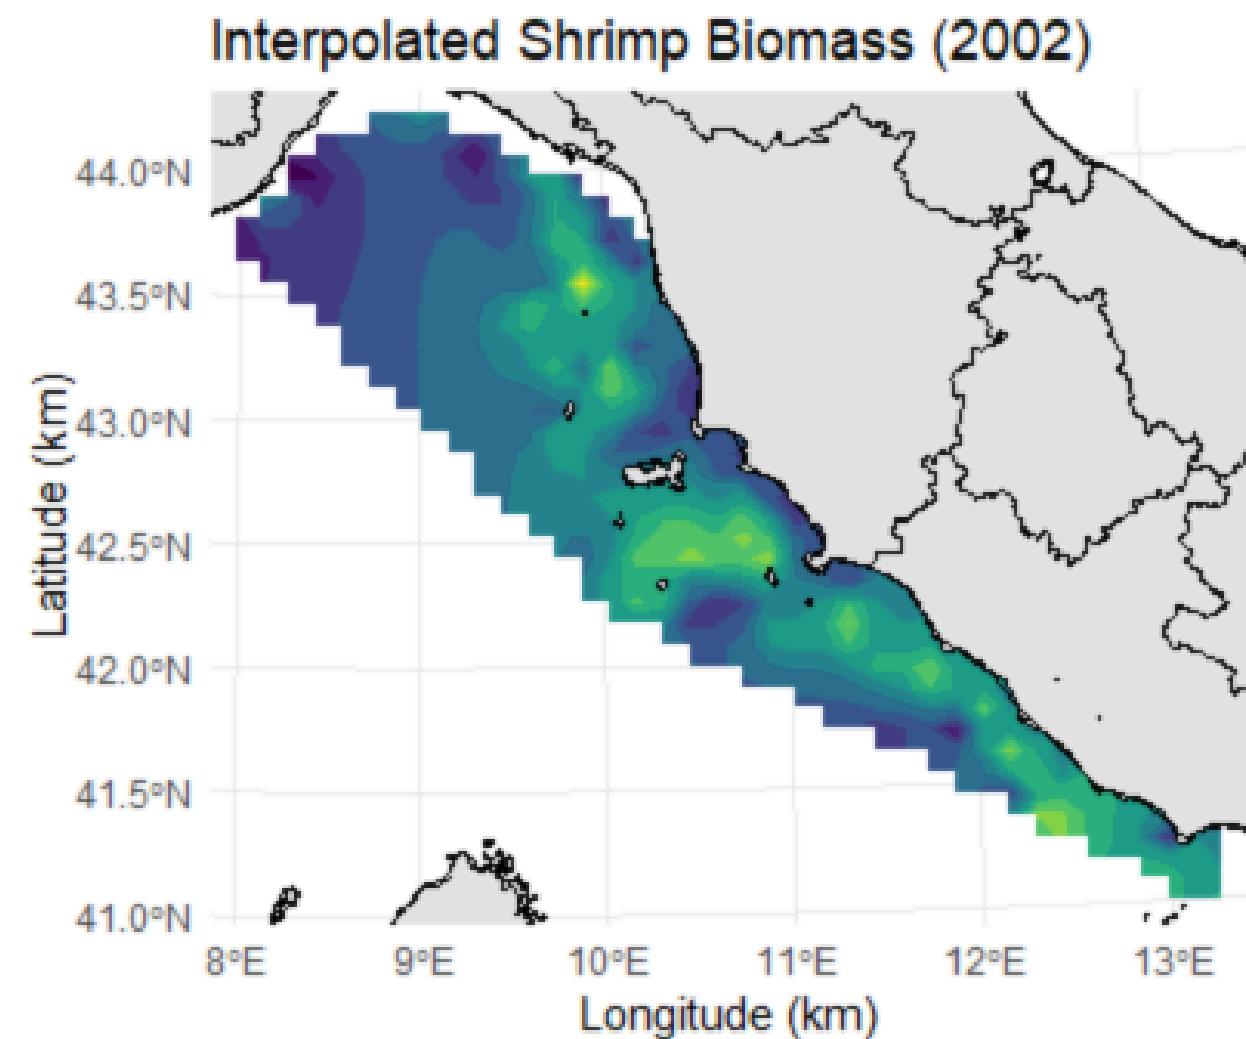 Interpolated Shrimp Biomass (2002)
44.0°N
43.5°N
43.0°N
42.5°N
42.0°N
41.5°N
41.0°N
Latitude (km)
8°E 9°E 10°E 11°E 12°E 13°E
Longitude (km)